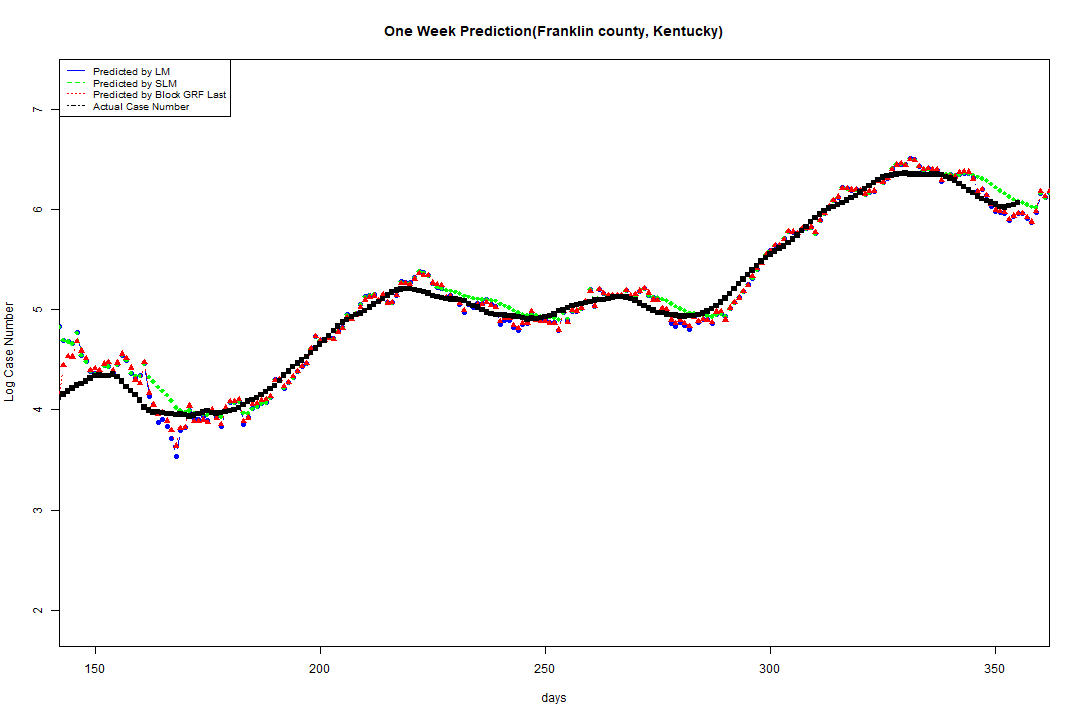 One Week Prediction(Franklin county, Kentucky)
Predicted by LM
Predicted by SLM
Predicted by Block GRF Last
Actual Case Number
7
6
5
4
3
2
Log Case Number
150 200 250 300 350
days